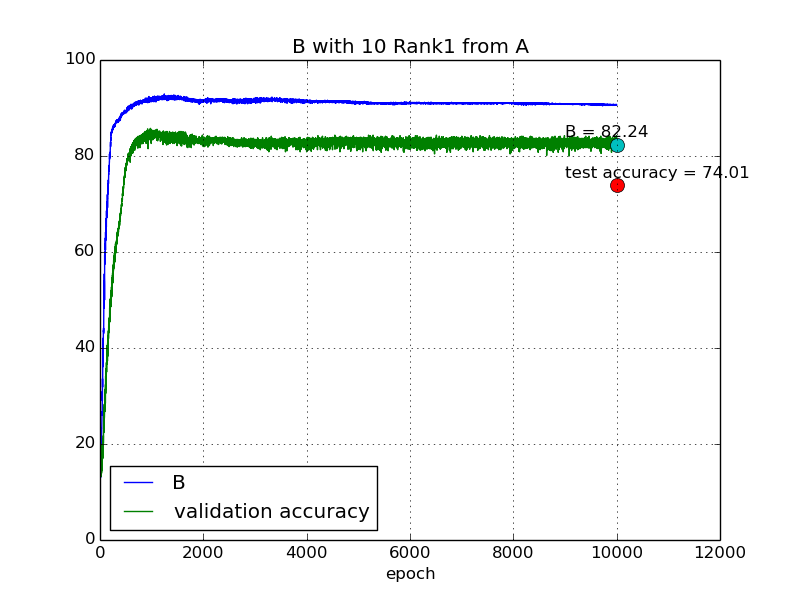 B with 10 Rank1 from A
100
80
60
40
20
0
B = 82.24
test accuracy = 74.01
B
validation accuracy
0 2000 4000 6000 8000 10000 12000
epoch